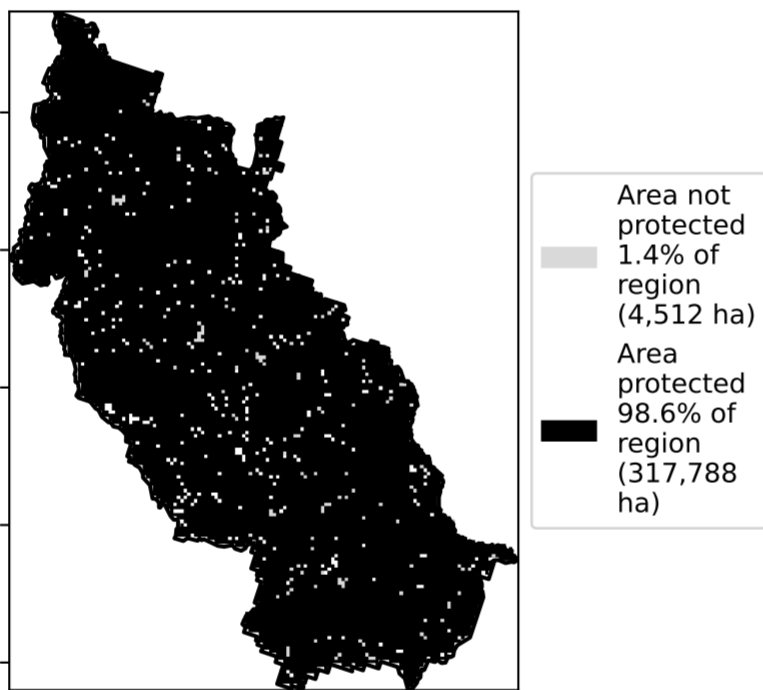 Area not
protected
1.4% of
region
(4,512 ha)
Area
protected
98.6% of
region
(317,788
ha)